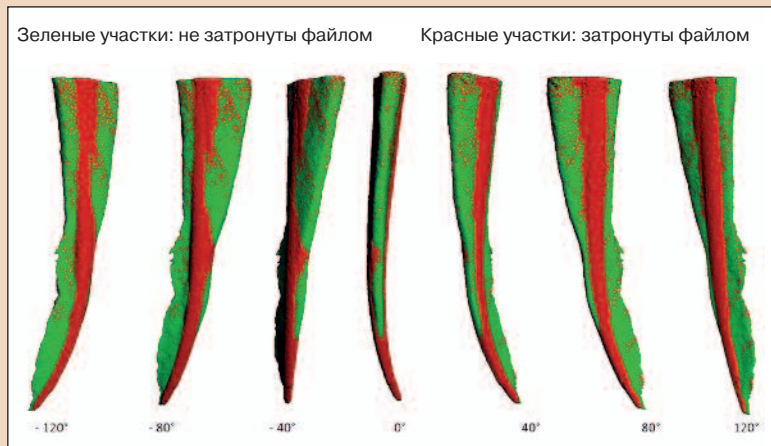 Зеленые участки: не затронуты файлом Красные участки: затронуты файлом
- 120° - 80° - 40° 0° 40° 80° 120°